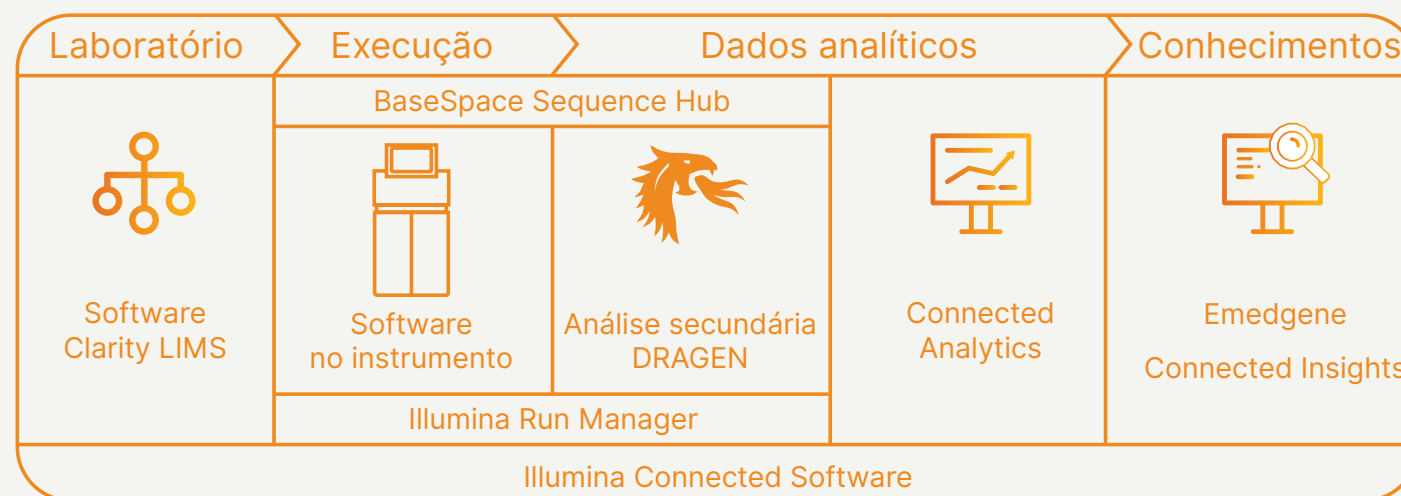 Laboratório
Execução
Dados analíticos
Conhecimentos
BaseSpace Sequence Hub
Software
Clarity LIMS
Software
no instrumento
Análise secundária
DRAGEN
Connected
Analytics
Emedgene
Connected Insights
Illumina Run Manager
Illumina Connected Software